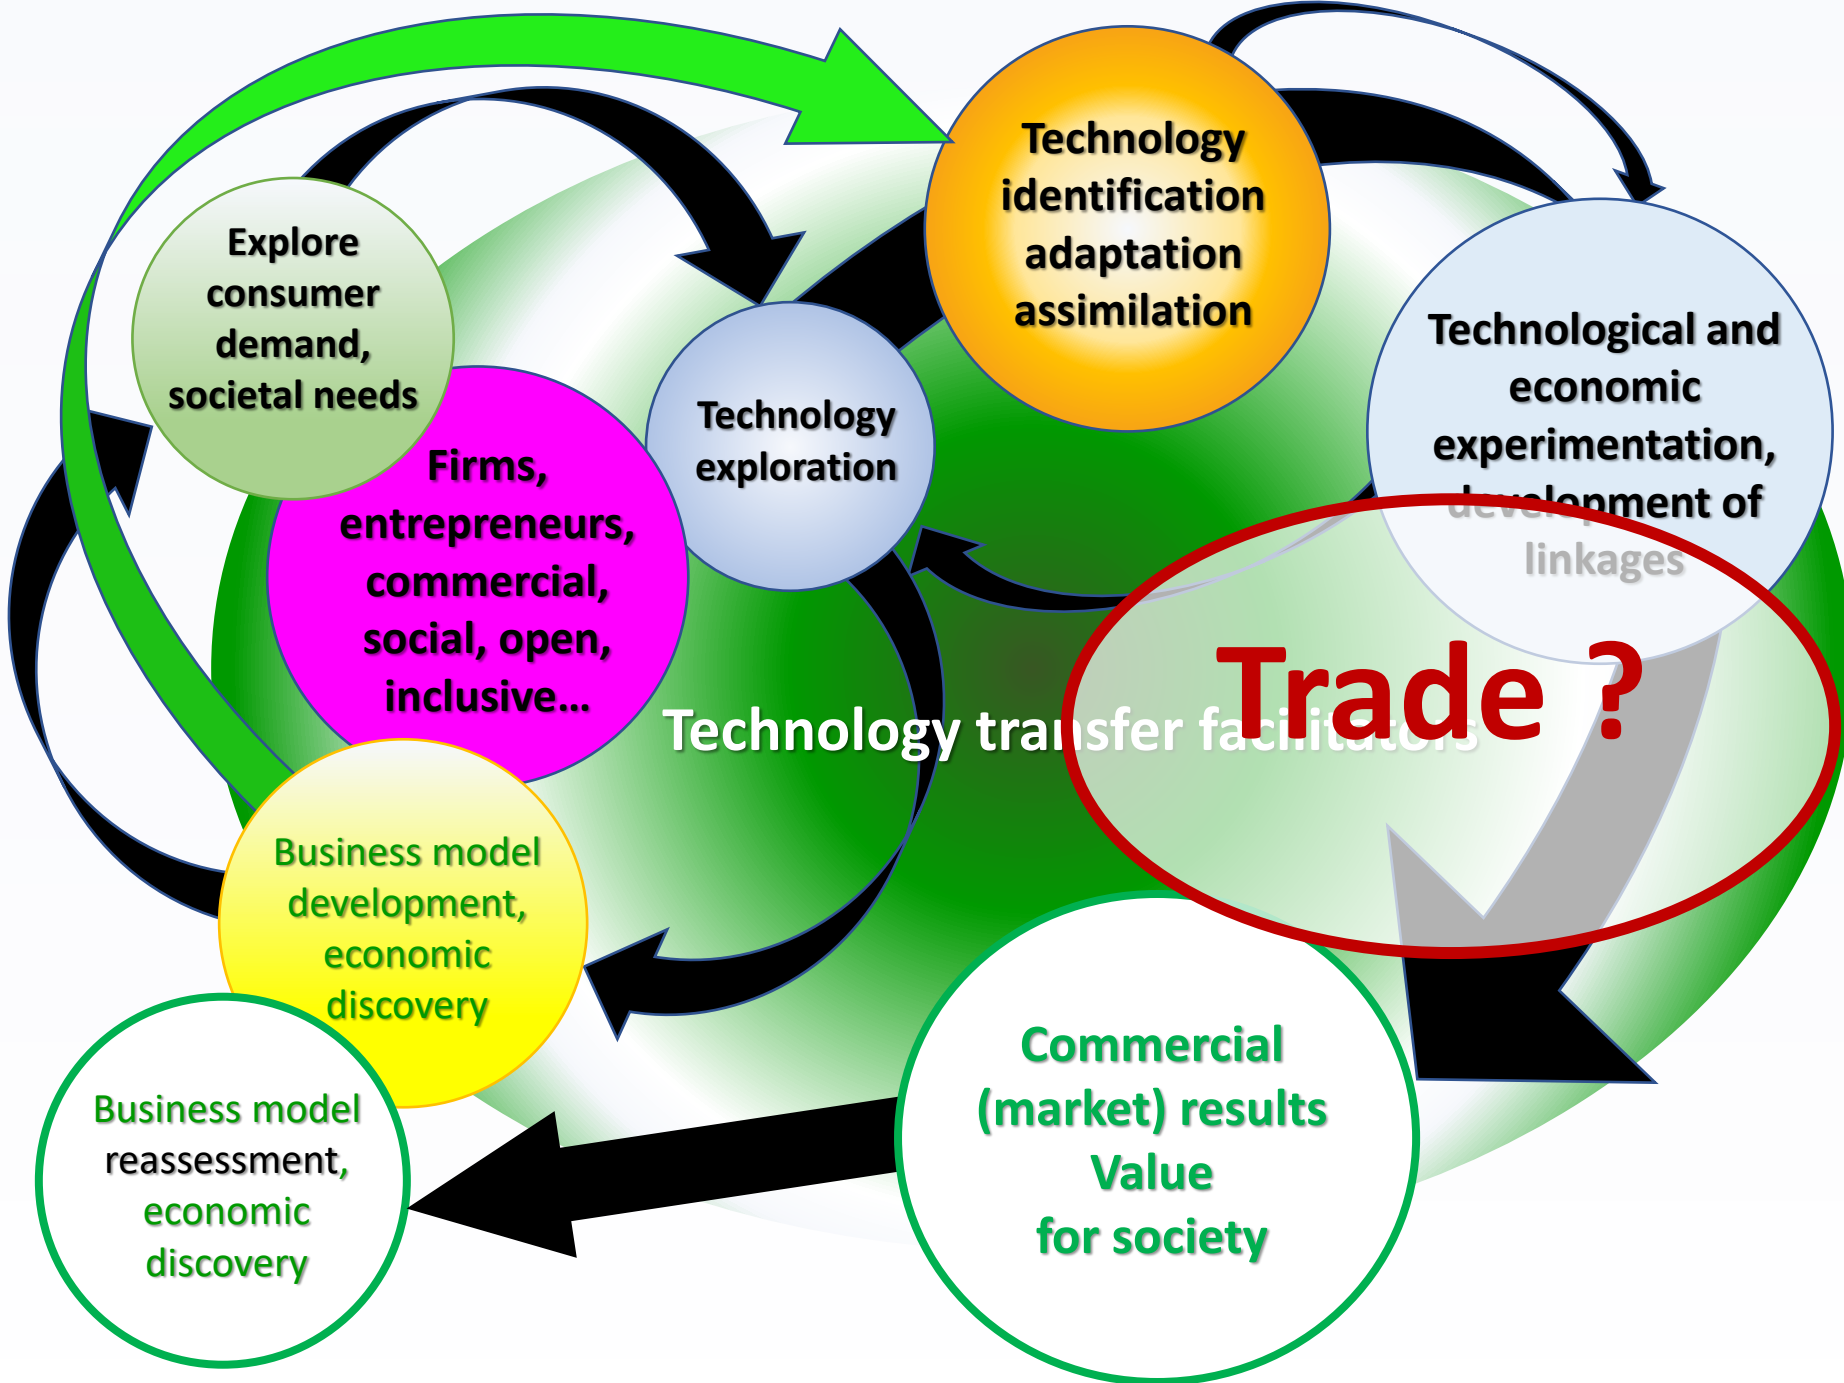 Technology
identification
adaptation
assimilation
Explore
consumer
demand,
societal needs
Technological and
economic
experimentation,
development of
linkages
Technology
exploration
Firms,
entrepreneurs,
commercial,
social, open,
inclusive…
Trade ?
Technology transfer facilitators
Business model
development,
economic
discovery
Commercial
(market) results
Value
for society
Business model
reassessment,
economic
discovery